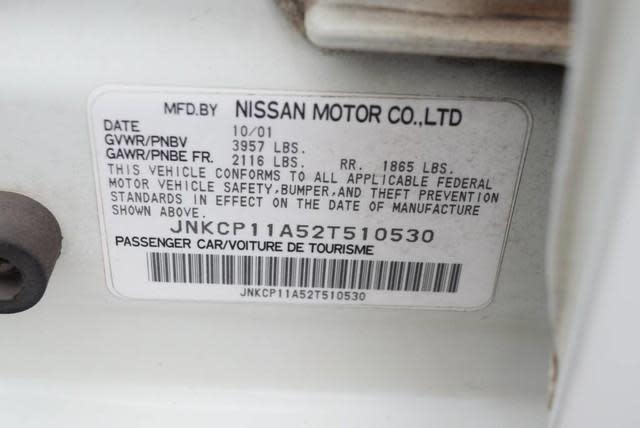 MFD.BY NISSAN MOTOR CO.,LTD
DATE 10/01
GVWR/PNBV 3957 LBS.
GAWR/PNBE FR. 2116 LBS. RR. 1865 LBS.
THIS VEHICLE CONFORMS TO ALL APPLICABLE FEDERAL
MOTOR VEHICLE SAFETY,BUMPER,AND THEFT PREVENTION
STANDARDS IN EFFECT ON THE DATE OF MANUFACTURE
SHOWN ABOVE.
JNKCP11A52T510530
PASSENGER CAR/VOITURE DE TOURISME
JNKCP11A52T510530